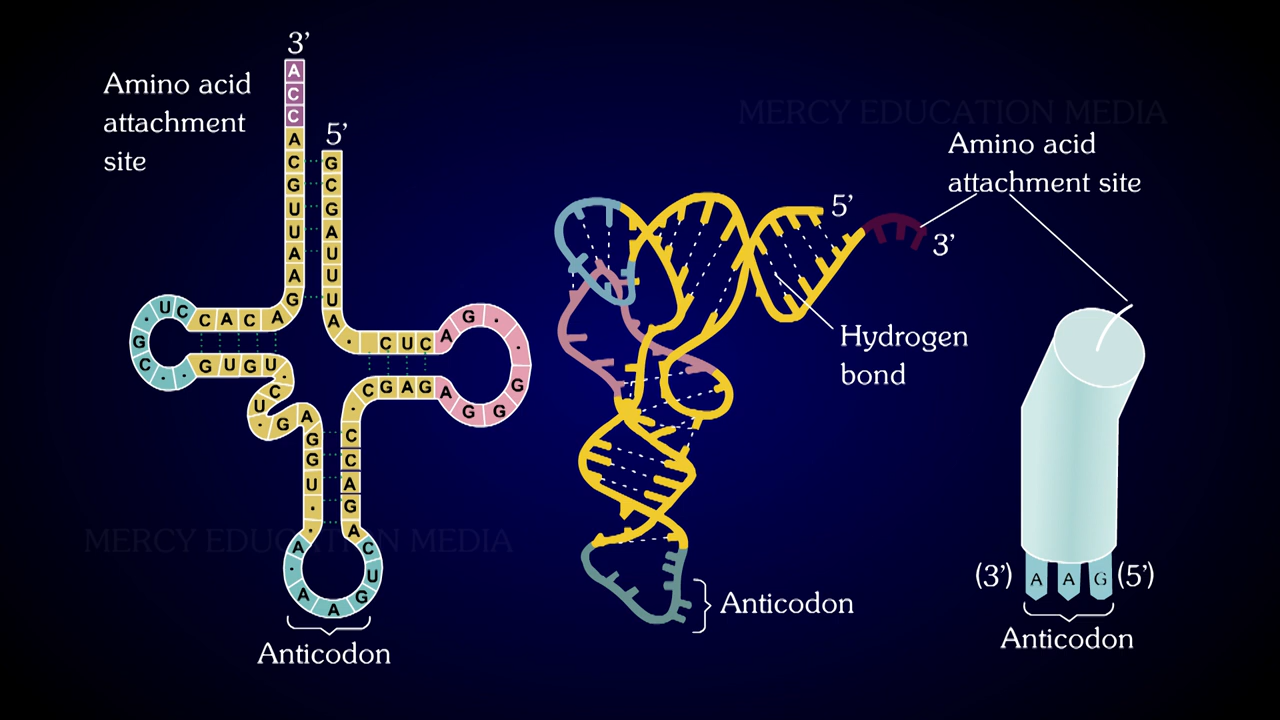 3’
Amino acid
attachment
site
5’
A
C
C
A
C
G
U
U
A
A
G
G
C
G
A
U
U
U
A
·
C U C A
G · · G G G
A G A G C
·
C
C
A
G
A
C
U
G
A
A
·
A
·
·
U
G
G
A
G
·
U
C
·
U G U G
· · C G · U C
C A C A
Anticodon
MERCY EDUCATION MEDIA
MERCY EDUCATION MEDIA
5’
3’
Amino acid
attachment site
Hydrogen
bond
Anticodon
(3’) A A G (5’)
Anticodon